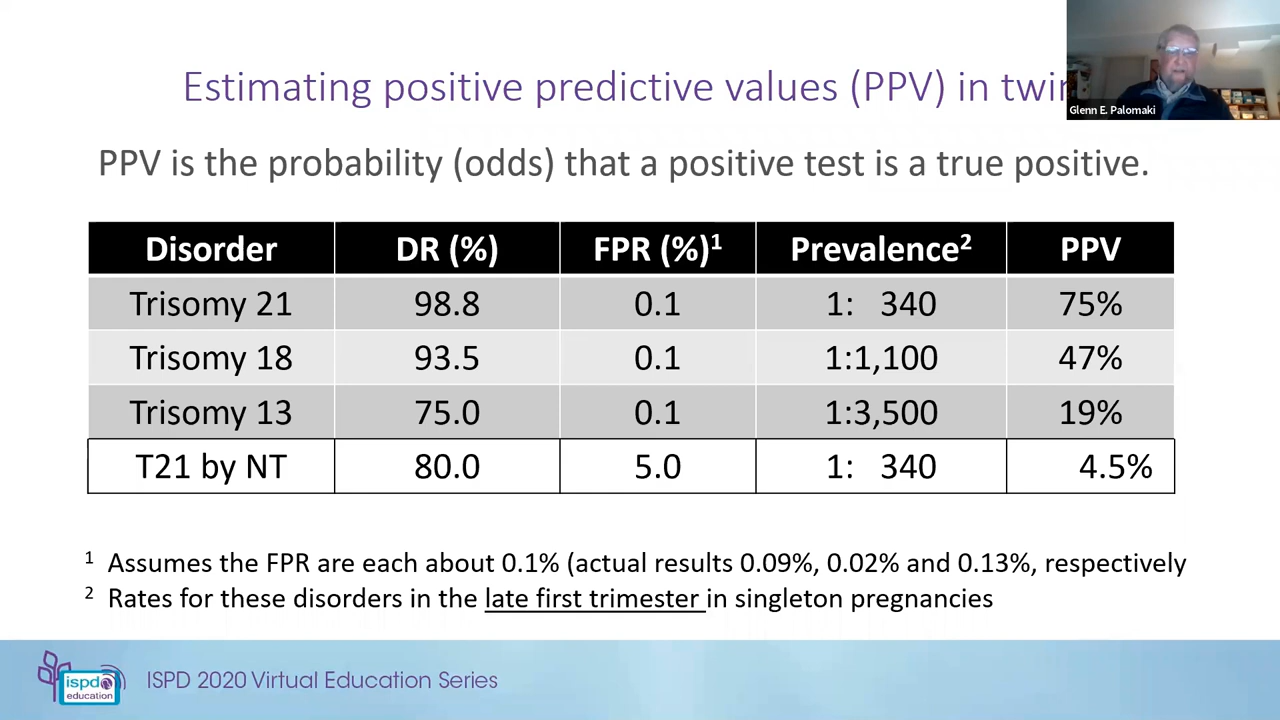 Estimating positive predictive values (PPV) in
Glenn E. Palomaki
PPV is the probability (odds) that a positive test is a true positive.
Disorder DR (%) FPR (%)¹ Prevalence² PPV
Trisomy 21 98.8 0.1 1: 340 75%
Trisomy 18 93.5 0.1 1:1,100 47%
Trisomy 13 75.0 0.1 1:3,500 19%
T21 by NT 80.0 5.0 1: 340 4.5%
¹ Assumes the FPR are each about 0.1% (actual results 0.09%, 0.02% and 0.13%, respectively
² Rates for these disorders in the late first trimester in singleton pregnancies
ispd
education
ISPD 2020 Virtual Education Series